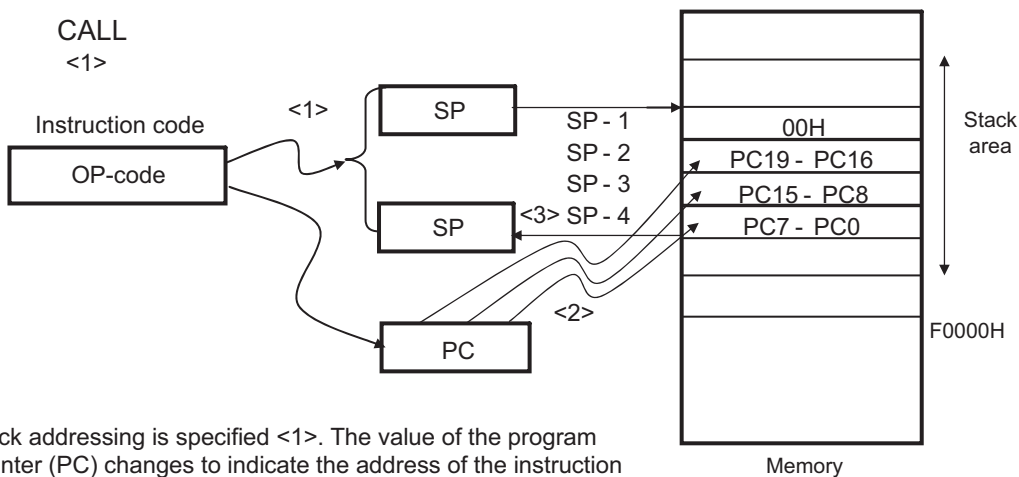 CALL
<1>
Instruction code
OP-code
<1>
SP
SP
PC
SP - 1
SP - 2
SP - 3
<3> SP - 4
<2>
00H
PC19 - PC16
PC15 - PC8
PC7 - PC0
Stack
area
F0000H
Memory
ck addressing is specified <1>. The value of the program
nter (PC) changes to indicate the address of the instruction